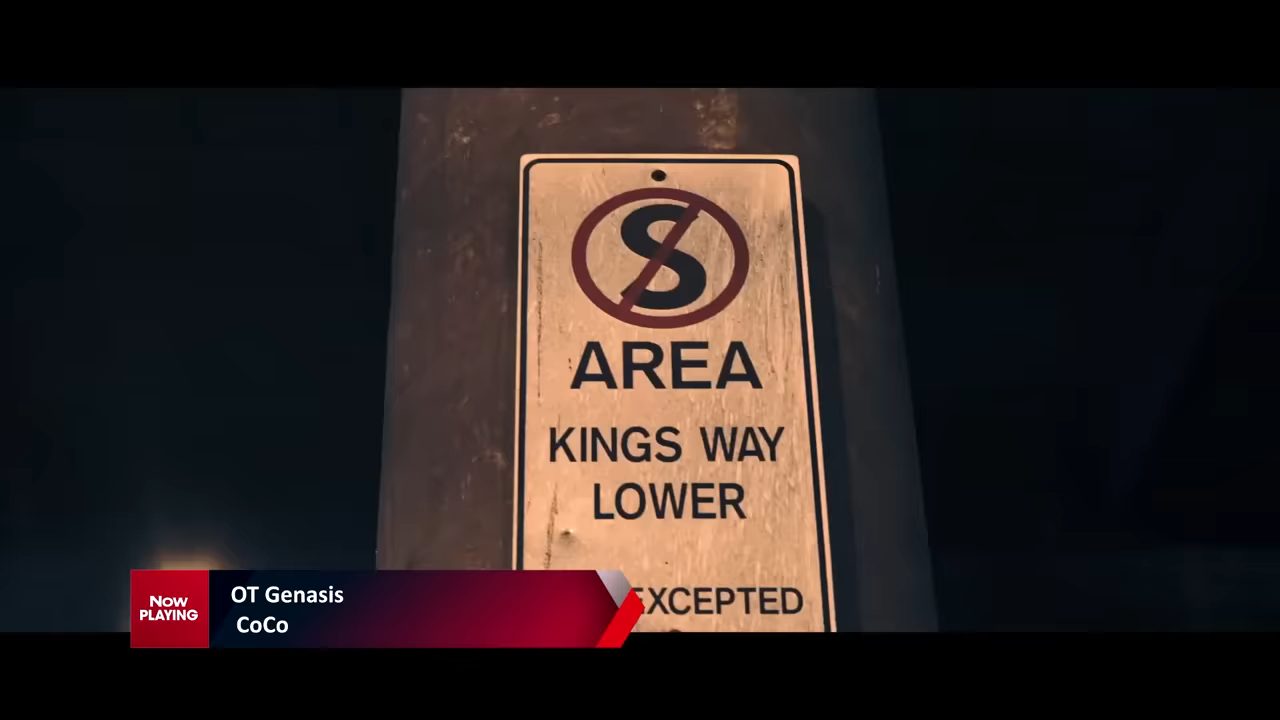 S
AREA
KINGS WAY
LOWER
EXCEPTED
Now
PLAYING
OT Genasis
CoCo